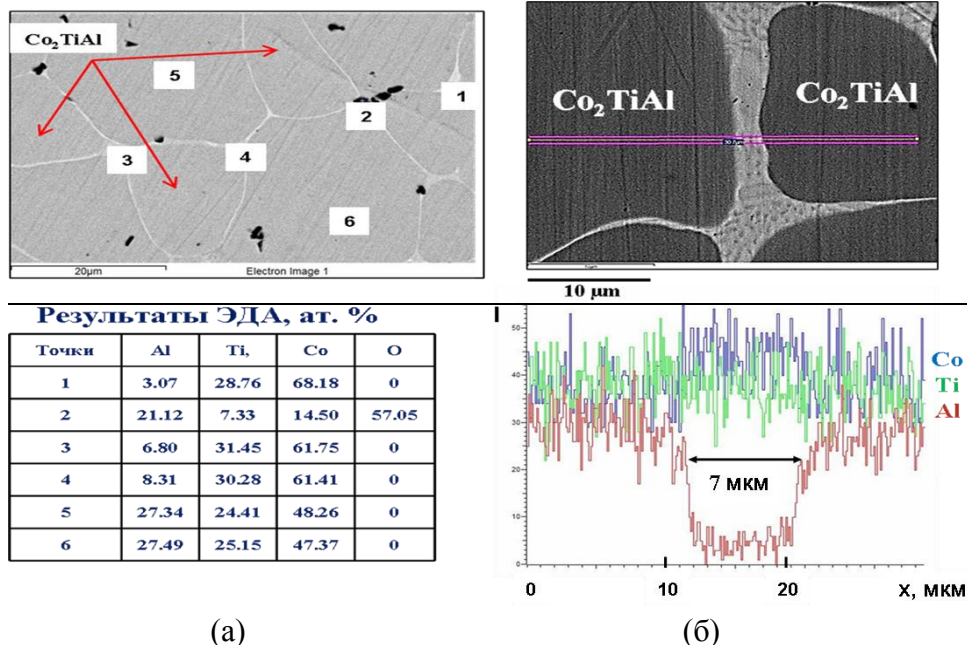 Co₂TiAl
5
1
2
3
4
6
20µm
Electron Image 1
Co₂TiAl
Co₂TiAl
10 µm
Результаты ЭДА, ат. %
Точки Al Ti, Co O
1 3.07 28.76 68.18 0
2 21.12 7.33 14.50 57.05
3 6.80 31.45 61.75 0
4 8.31 30.28 61.41 0
5 27.34 24.41 48.26 0
6 27.49 25.15 47.37 0
I
50
40
30
20
10
0
Co
Ti
Al
7 мкм
0 10 20 х, мкм
(а)
(б)